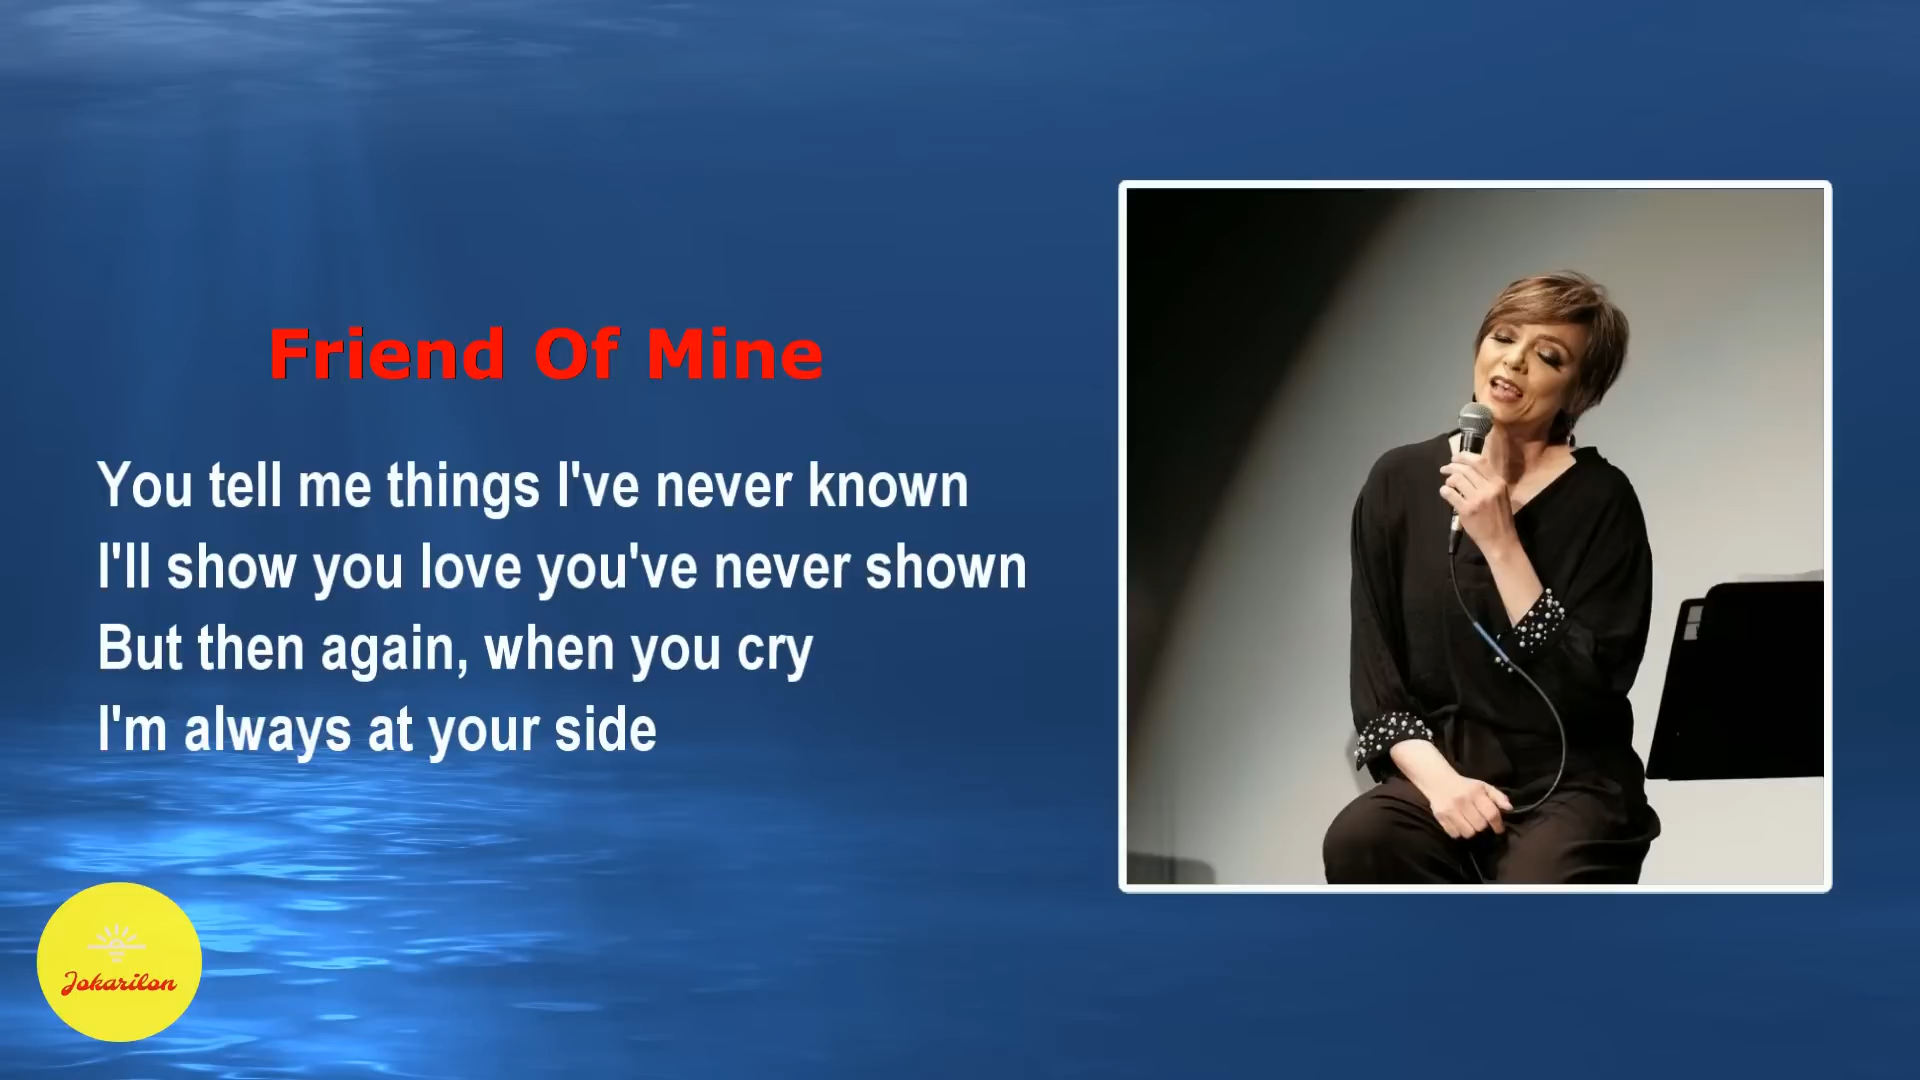 Friend Of Mine
You tell me things I've never known
I'll show you love you've never shown
But then again, when you cry
I'm always at your side
Jokarilon